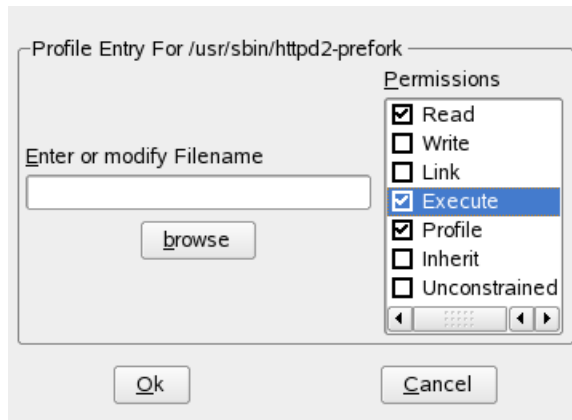 Profile Entry For /usr/sbin/httpd2-prefork
Permissions
Read
Write
Link
Execute
Profile
Inherit
Unconstrained
Enter or modify Filename
browse
Ok
Cancel